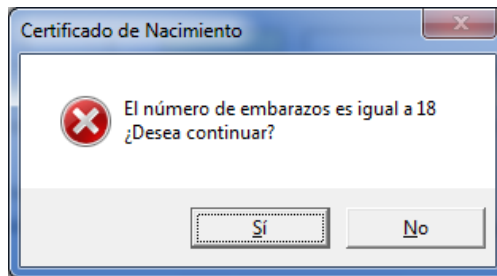 Certificado de Nacimiento
El número de embarazos es igual a 18
¿Desea continuar?
Sí
No